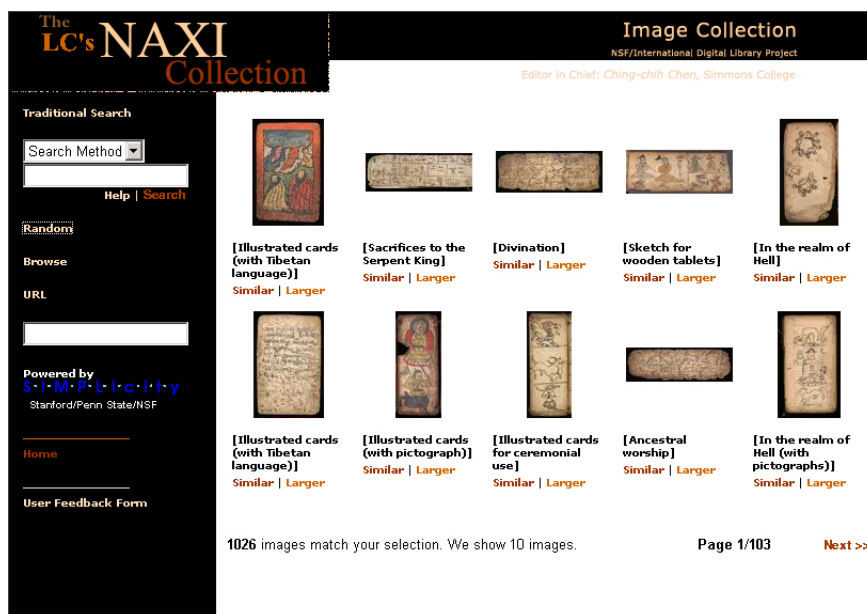 The
LC's NAXI
Collection
Image Collection
NSF/International Digital Library Project
Editor in Chief: Ching-chih Chen, Simmons College
Traditional Search
Search Method
Help | Search
Random
Browse
URL
Powered by
S·I·M·P·L·I·c·i·t·y
Stanford/Penn State/NSF
Home
User Feedback Form
[Illustrated cards
(with Tibetan
language)]
Similar | Larger
[Sacrifices to the
Serpent King]
Similar | Larger
[Divination]
Similar | Larger
[Sketch for
wooden tablets]
Similar | Larger
[In the realm of
Hell]
Similar | Larger
[Illustrated cards
(with Tibetan
language)]
Similar | Larger
[Illustrated cards
(with pictograph)]
Similar | Larger
[Illustrated cards
for ceremonial
use]
Similar | Larger
[Ancestral
worship]
Similar | Larger
[In the realm of
Hell (with
pictographs)]
Similar | Larger
1026 images match your selection. We show 10 images.
Page 1/103
Next >>